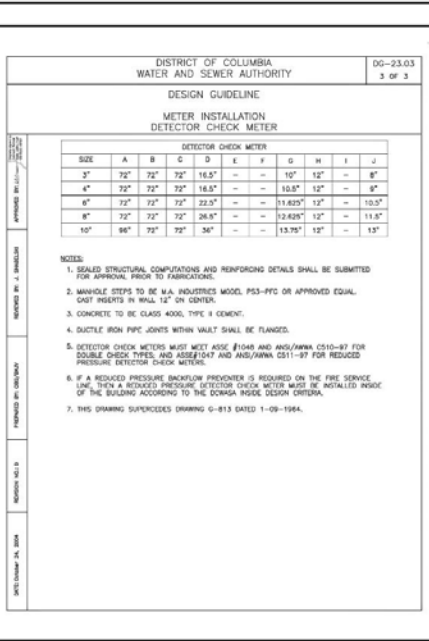 DISTRICT OF COLUMBIA
WATER AND SEWER AUTHORITY
DG-23.03
3 OF 3
DESIGN GUIDELINE
METER INSTALLATION
DETECTOR CHECK METER
DETECTOR CHECK METER
SIZE A B C D E F G H I J
3" 72" 72" 72" 16.5" – – 10" 12" – 8"
4" 72" 72" 72" 16.5" – – 10.5" 12" – 9"
6" 72" 72" 72" 22.5" – – 11.625" 12" – 10.5"
8" 72" 72" 72" 26.5" – – 12.625" 12" – 11.5"
10" 96" 72" 72" 36" – – 13.75" 12" – 13"
NOTES:
1. SEALED STRUCTURAL COMPUTATIONS AND REINFORCING DETAILS SHALL BE SUBMITTED
FOR APPROVAL PRIOR TO FABRICATIONS.
2. MANHOLE STEPS TO BE M.A. INDUSTRIES MODEL PS3-PFC OR APPROVED EQUAL.
CAST INSERTS IN WALL 12" ON CENTER.
3. CONCRETE TO BE CLASS 4000, TYPE II CEMENT.
4. DUCTILE IRON PIPE JOINTS WITHIN VAULT SHALL BE FLANGED.
5. DETECTOR CHECK METERS MUST MEET ASSE #1048 AND ANSI/AWWA C510-97 FOR
DOUBLE CHECK TYPES; AND ASSE#1047 AND ANSI/AWWA C511-97 FOR REDUCED
PRESSURE DETECTOR CHECK METERS.
6. IF A REDUCED PRESSURE BACKFLOW PREVENTER IS REQUIRED ON THE FIRE SERVICE
LINE, THEN A REDUCED PRESSURE DETECTOR CHECK METER MUST BE INSTALLED INSIDE
OF THE BUILDING ACCORDING TO THE DCWASA INSIDE DESIGN CRITERIA.
7. THIS DRAWING SUPERCEDES DRAWING G-813 DATED 1-09-1984.
APPROVED BY:
REVIEWED BY: J.
PREPARED BY:
REVISION NO.: 0
DATE: October 24, 2004